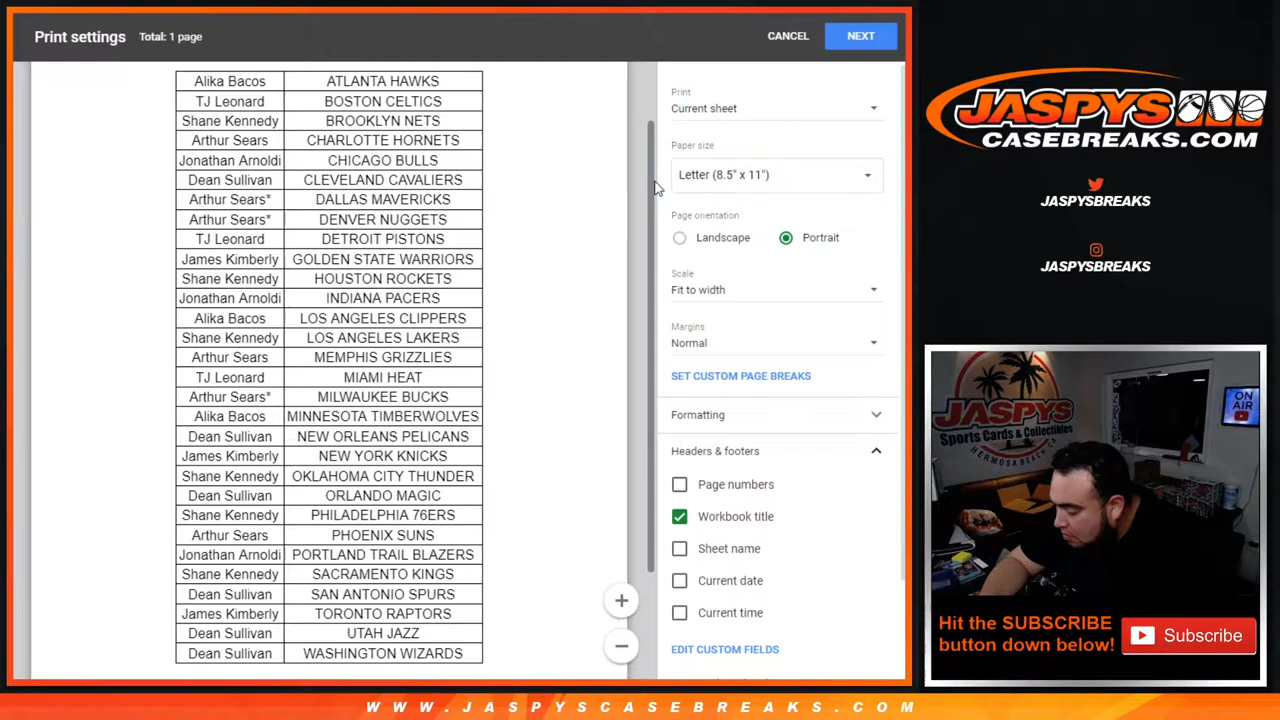 Print settings Total: 1 page CANCEL NEXT
Alika Bacos ATLANTA HAWKS
TJ Leonard BOSTON CELTICS
Shane Kennedy BROOKLYN NETS
Arthur Sears CHARLOTTE HORNETS
Jonathan Arnoldi CHICAGO BULLS
Dean Sullivan CLEVELAND CAVALIERS
Arthur Sears* DALLAS MAVERICKS
Arthur Sears* DENVER NUGGETS
TJ Leonard DETROIT PISTONS
James Kimberly GOLDEN STATE WARRIORS
Shane Kennedy HOUSTON ROCKETS
Jonathan Arnoldi INDIANA PACERS
Alika Bacos LOS ANGELES CLIPPERS
Shane Kennedy LOS ANGELES LAKERS
Arthur Sears MEMPHIS GRIZZLIES
TJ Leonard MIAMI HEAT
Arthur Sears* MILWAUKEE BUCKS
Alika Bacos MINNESOTA TIMBERWOLVES
Dean Sullivan NEW ORLEANS PELICANS
James Kimberly NEW YORK KNICKS
Shane Kennedy OKLAHOMA CITY THUNDER
Dean Sullivan ORLANDO MAGIC
Shane Kennedy PHILADELPHIA 76ERS
Arthur Sears PHOENIX SUNS
Jonathan Arnoldi PORTLAND TRAIL BLAZERS
Shane Kennedy SACRAMENTO KINGS
Dean Sullivan SAN ANTONIO SPURS
James Kimberly TORONTO RAPTORS
Dean Sullivan UTAH JAZZ
Dean Sullivan WASHINGTON WIZARDS
Print
Current sheet
Paper size
Letter (8.5" x 11")
Page orientation
Landscape Portrait
Scale
Fit to width
Margins
Normal
SET CUSTOM PAGE BREAKS
Formatting
Headers & footers
Page numbers
Workbook title
Sheet name
Current date
Current time
EDIT CUSTOM FIELDS
JASPYS
CASEBREAKS.COM
JASPYSBREAKS
JASPYSBREAKS
JASPYS
Sports Cards & Collectibles
HERMOSA BEACH, CA
ON
AIR
Hit the SUBSCRIBE
button down below!
Subscribe
WWW.JASPYSCASEBREAKS.COM